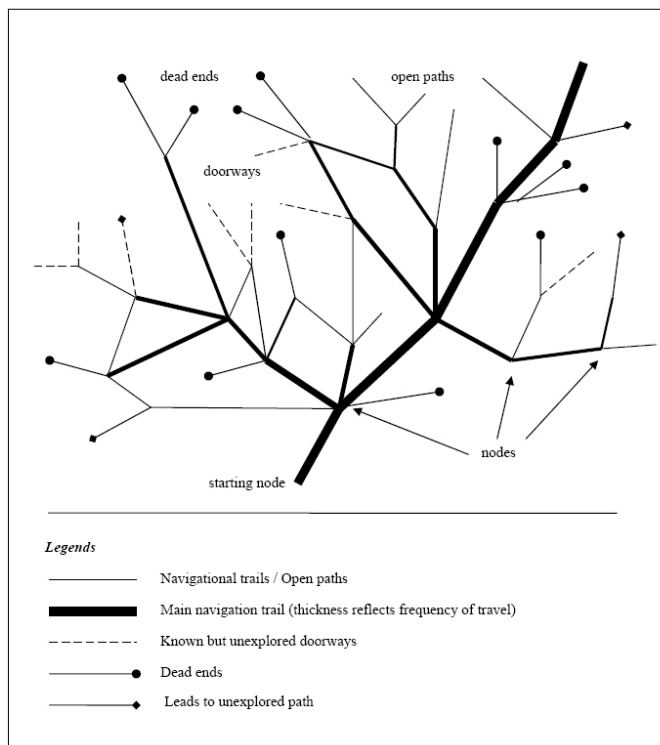 dead ends
open paths
doorways
nodes
starting node
Legends
Navigational trails / Open paths
Main navigation trail (thickness reflects frequency of travel)
Known but unexplored doorways
Dead ends
Leads to unexplored path